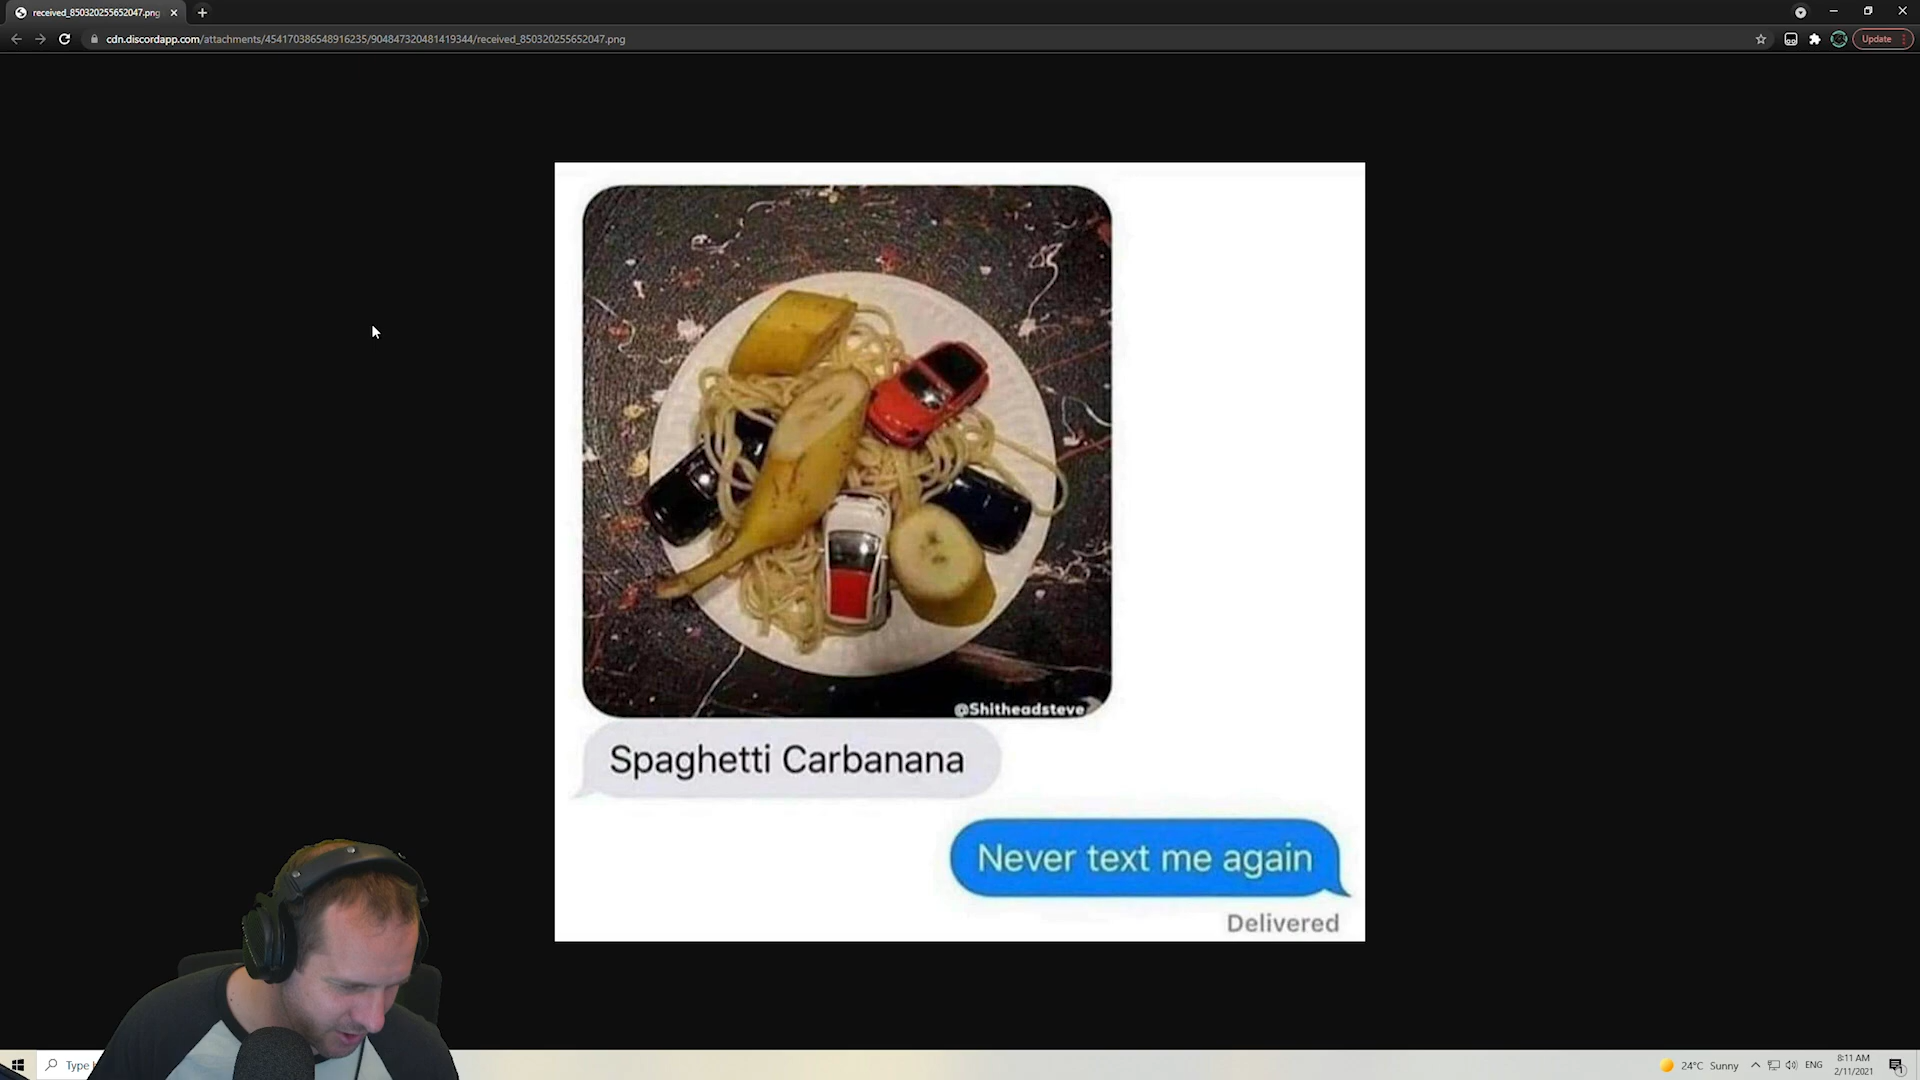 received_850320255652047.png
cdn.discordapp.com/attachments/454170386548916235/904847320481419344/received_850320255652047.png
Update
@Shitheadsteve
Spaghetti Carbanana
Never text me again
Delivered
Type
24°C Sunny
ENG
8:11 AM
2/11/2021